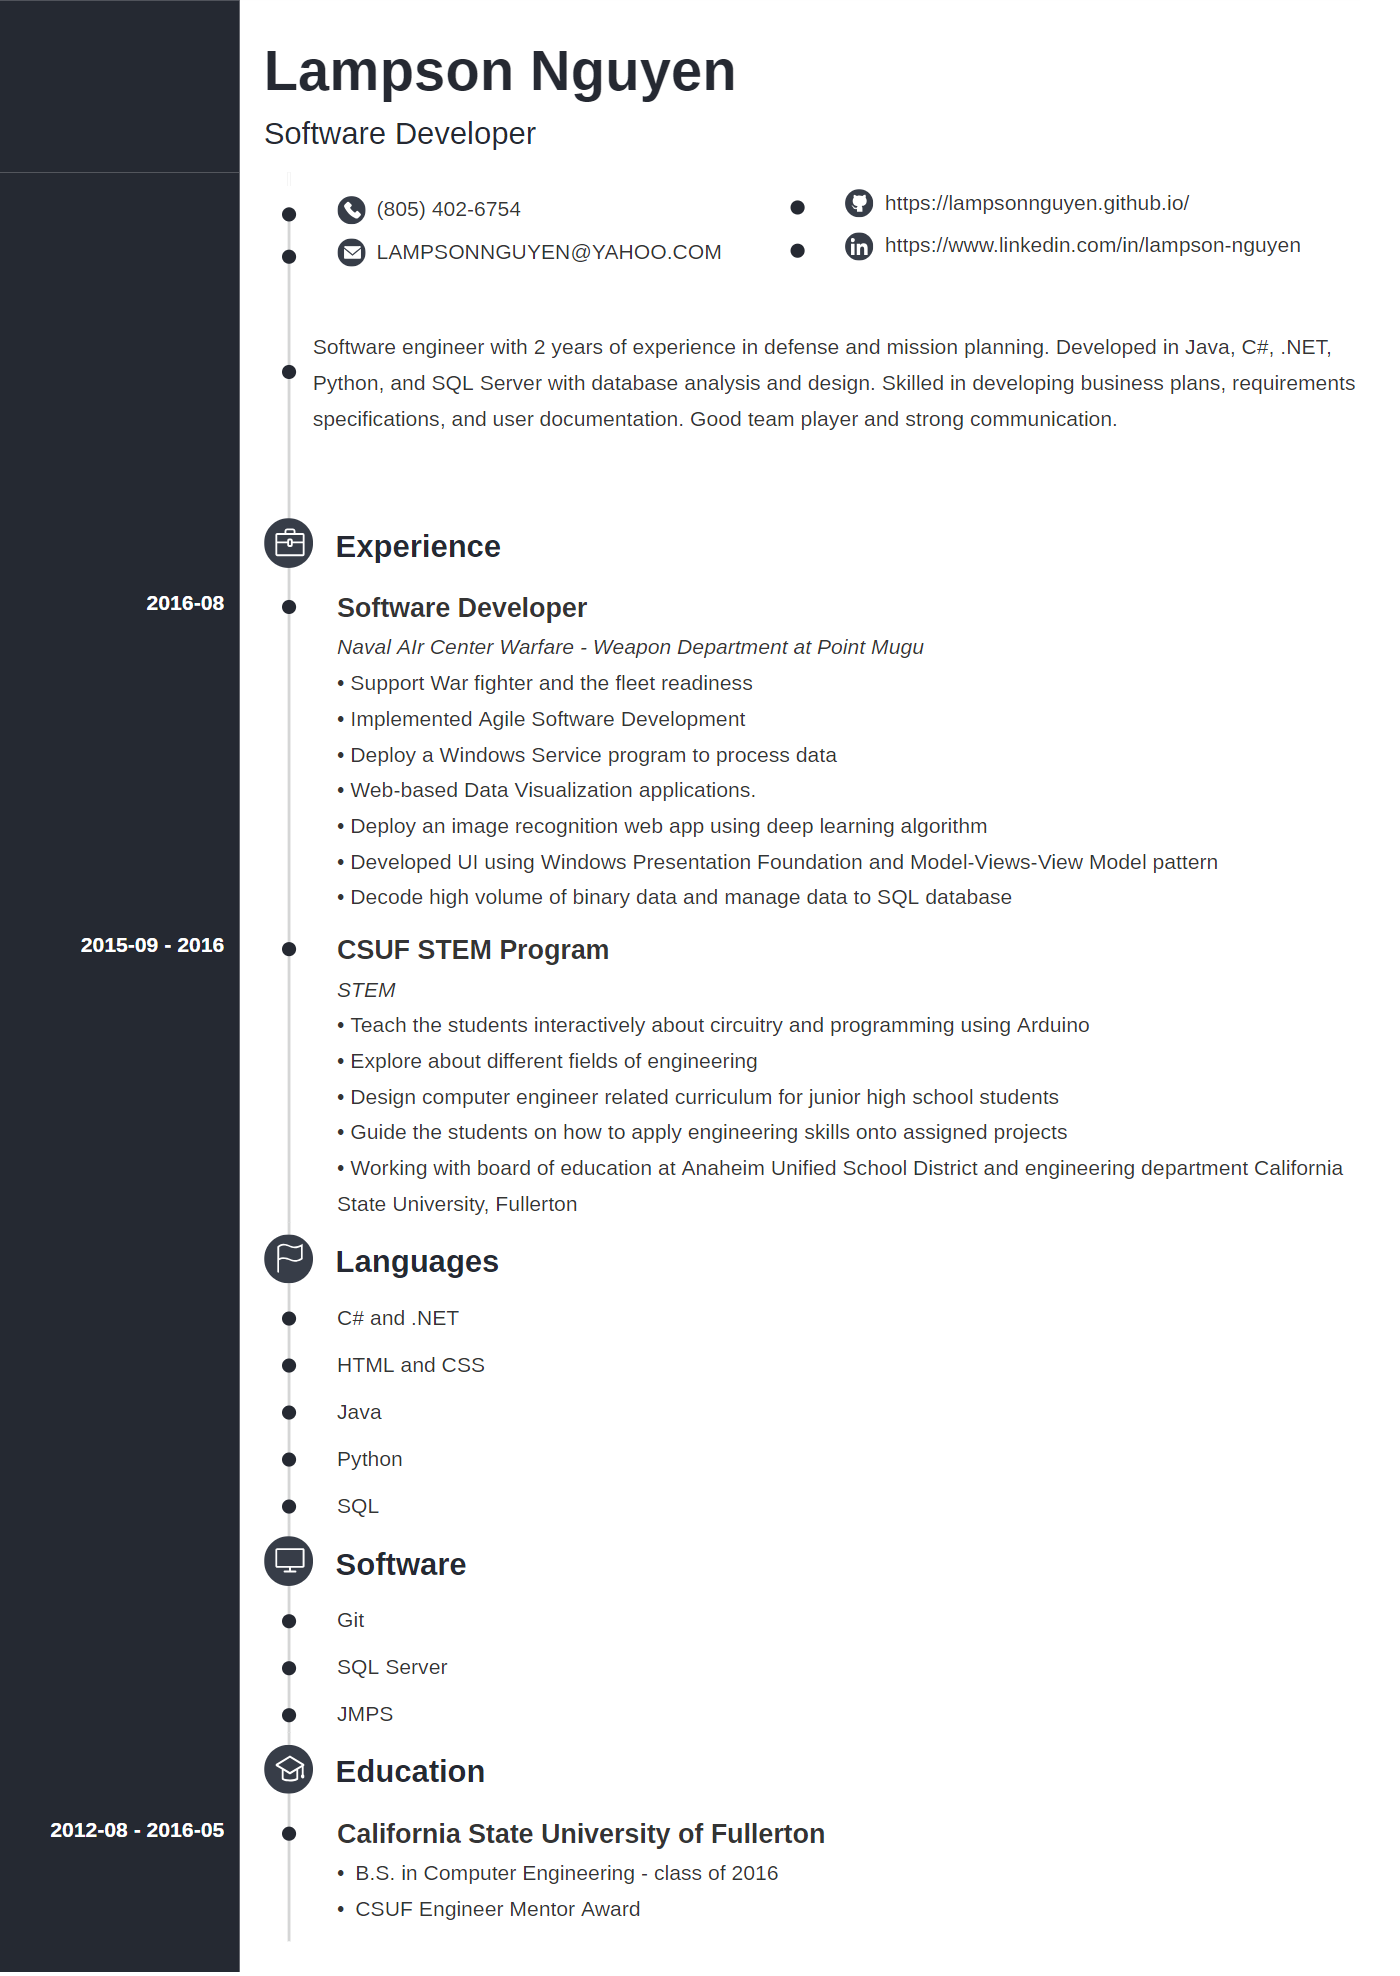 Lampson Nguyen
Software Developer
(805) 402-6754
LAMPSONNGUYEN@YAHOO.COM
https://lampsonnguyen.github.io/
https://www.linkedin.com/in/lampson-nguyen
Software engineer with 2 years of experience in defense and mission planning. Developed in Java, C#, .NET,
Python, and SQL Server with database analysis and design. Skilled in developing business plans, requirements
specifications, and user documentation. Good team player and strong communication.
Experience
2016-08
Software Developer
Naval AIr Center Warfare - Weapon Department at Point Mugu
• Support War fighter and the fleet readiness
• Implemented Agile Software Development
• Deploy a Windows Service program to process data
• Web-based Data Visualization applications.
• Deploy an image recognition web app using deep learning algorithm
• Developed UI using Windows Presentation Foundation and Model-Views-View Model pattern
• Decode high volume of binary data and manage data to SQL database
2015-09 - 2016
CSUF STEM Program
STEM
• Teach the students interactively about circuitry and programming using Arduino
• Explore about different fields of engineering
• Design computer engineer related curriculum for junior high school students
• Guide the students on how to apply engineering skills onto assigned projects
• Working with board of education at Anaheim Unified School District and engineering department California
State University, Fullerton
Languages
C# and .NET
HTML and CSS
Java
Python
SQL
Software
Git
SQL Server
JMPS
Education
2012-08 - 2016-05
California State University of Fullerton
• B.S. in Computer Engineering - class of 2016
• CSUF Engineer Mentor Award